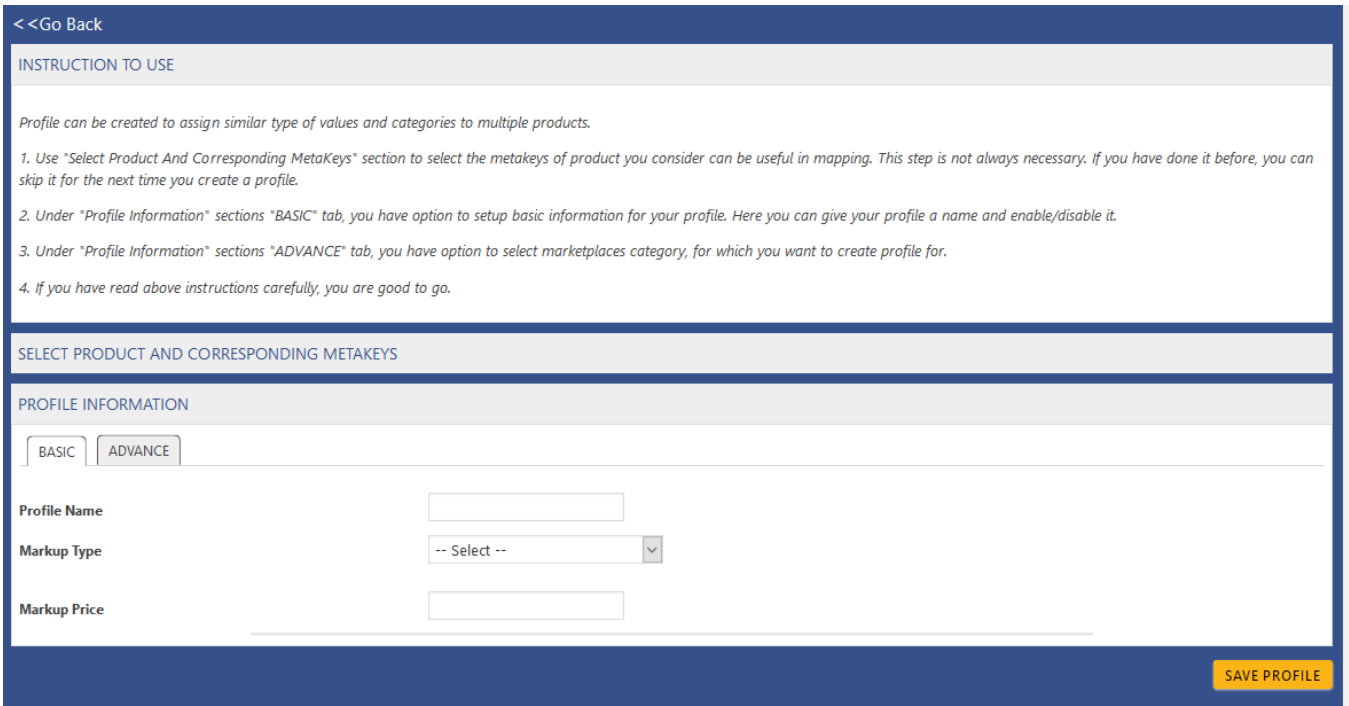 <<Go Back
INSTRUCTION TO USE
Profile can be created to assign similar type of values and categories to multiple products.
1. Use "Select Product And Corresponding MetaKeys" section to select the metakeys of product you consider can be useful in mapping. This step is not always necessary. If you have done it before, you can
skip it for the next time you create a profile.
2. Under "Profile Information" sections "BASIC" tab, you have option to setup basic information for your profile. Here you can give your profile a name and enable/disable it.
3. Under "Profile Information" sections "ADVANCE" tab, you have option to select marketplaces category, for which you want to create profile for.
4. If you have read above instructions carefully, you are good to go.
SELECT PRODUCT AND CORRESPONDING METAKEYS
PROFILE INFORMATION
BASIC ADVANCE
Profile Name
Markup Type -- Select --
Markup Price
SAVE PROFILE